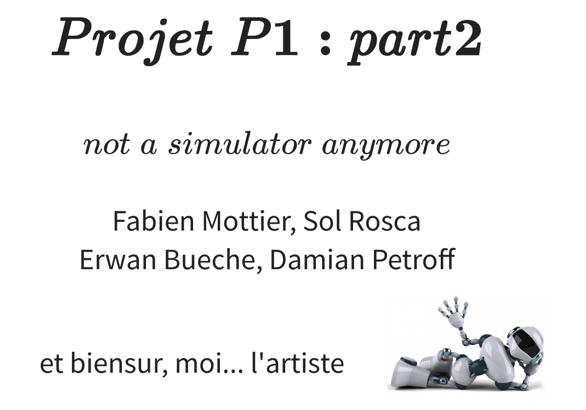 Projet P1 : part2
not a simulator anymore
Fabien Mottier, Sol Rosca
Erwan Bueche, Damian Petroff
et biensur, moi... l'artiste